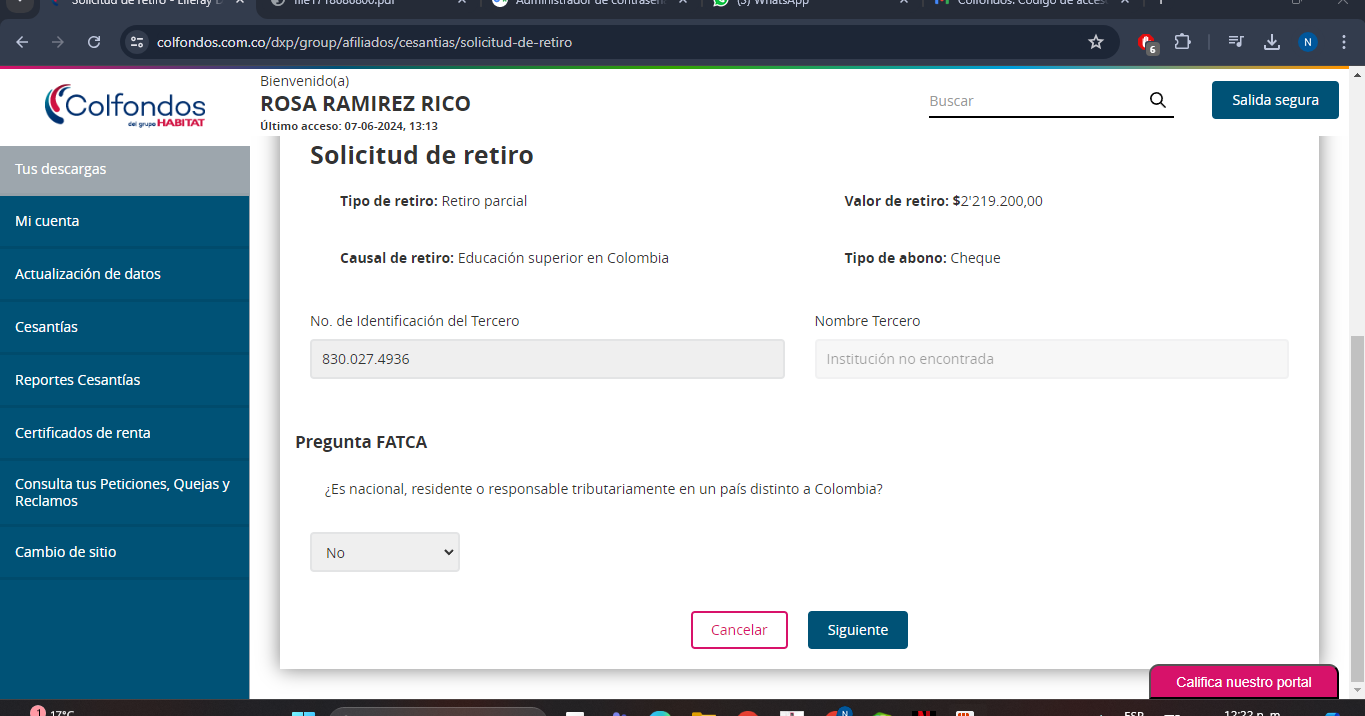 Solicitud de retiro - Liferay
file1718080800.pdf
Administrador de contraseñ
(3) WhatsApp
Colfondos: Código de acces
colfondos.com.co/dxp/group/afiliados/cesantias/solicitud-de-retiro
6
N
Colfondos
del grupo HABITAT
Bienvenido(a)
ROSA RAMIREZ RICO
Último acceso: 07-06-2024, 13:13
Buscar
Salida segura
Tus descargas
Mi cuenta
Actualización de datos
Cesantías
Reportes Cesantías
Certificados de renta
Consulta tus Peticiones, Quejas y
Reclamos
Cambio de sitio
Solicitud de retiro
Tipo de retiro: Retiro parcial
Valor de retiro: $2'219.200,00
Causal de retiro: Educación superior en Colombia
Tipo de abono: Cheque
No. de Identificación del Tercero
Nombre Tercero
830.027.4936
Institución no encontrada
Pregunta FATCA
¿Es nacional, residente o responsable tributariamente en un país distinto a Colombia?
No
Cancelar
Siguiente
Califica nuestro portal
1
17°C
N
ESP
12:22 p. m.